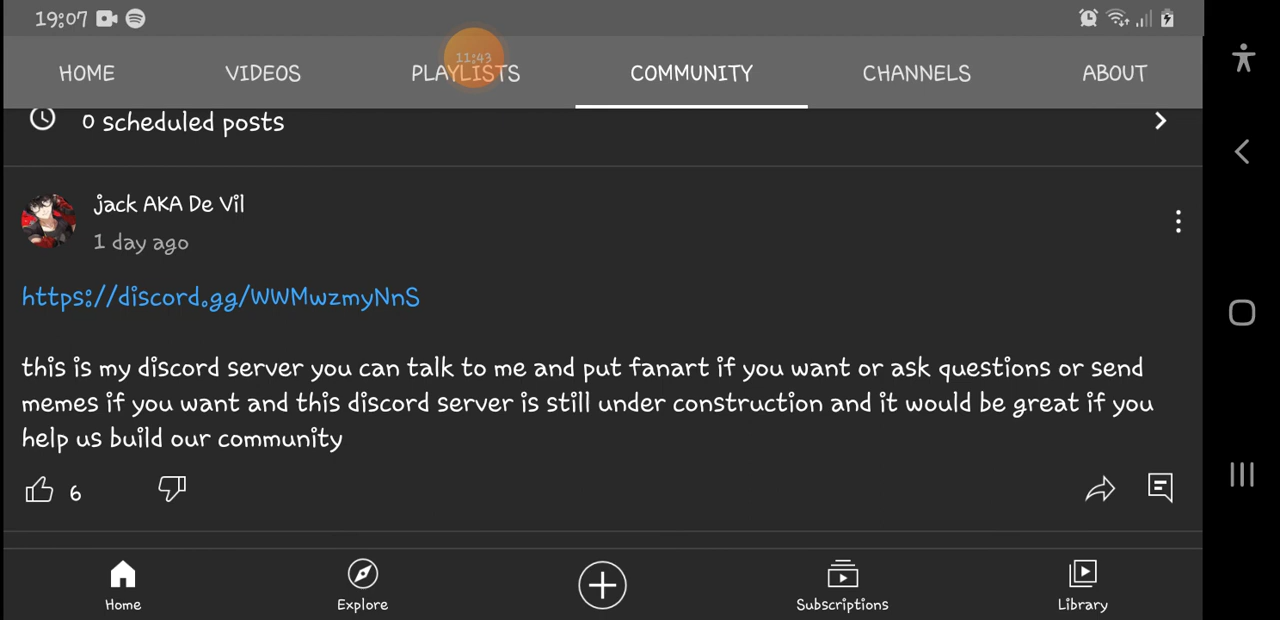 19:07
11:43
HOME VIDEOS PLAYLISTS COMMUNITY CHANNELS ABOUT
0 scheduled posts
jack AKA De Vil
1 day ago
https://discord.gg/WWMwzmyNnS
this is my discord server you can talk to me and put fanart if you want or ask questions or send
memes if you want and this discord server is still under construction and it would be great if you
help us build our community
6
Home Explore Subscriptions Library